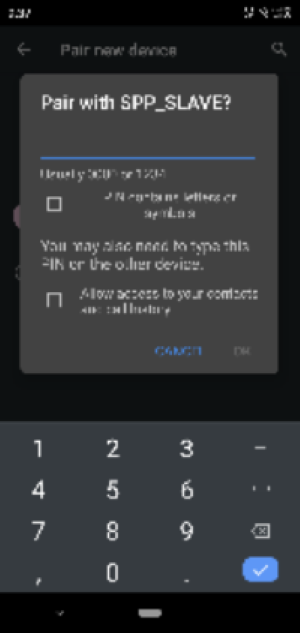 Pair new device
Pair with SPP_SLAVE?
Usually 0000 or 1234
PIN contains letters or
symbols
You may also need to type this
PIN on the other device.
Allow access to your contacts
and call history
CANCEL OK
1 2 3 –
4 5 6
7 8 9
, 0 .